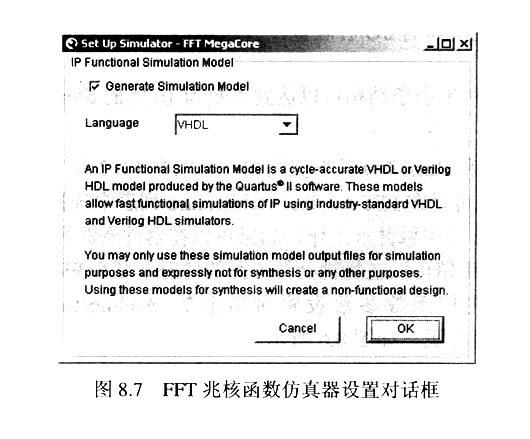 Set Up Simulator - FFT MegaCore
IP Functional Simulation Model
Generate Simulation Model
Language
VHDL
An IP Functional Simulation Model is a cycle-accurate VHDL or Verilog
HDL model produced by the Quartus® II software. These models
allow fast functional simulations of IP using industry-standard VHDL
and Verilog HDL simulators.
You may only use these simulation model output files for simulation
purposes and expressly not for synthesis or any other purposes.
Using these models for synthesis will create a non-functional design.
Cancel
OK
图 8.7 FFT 兆核函数仿真器设置对话框